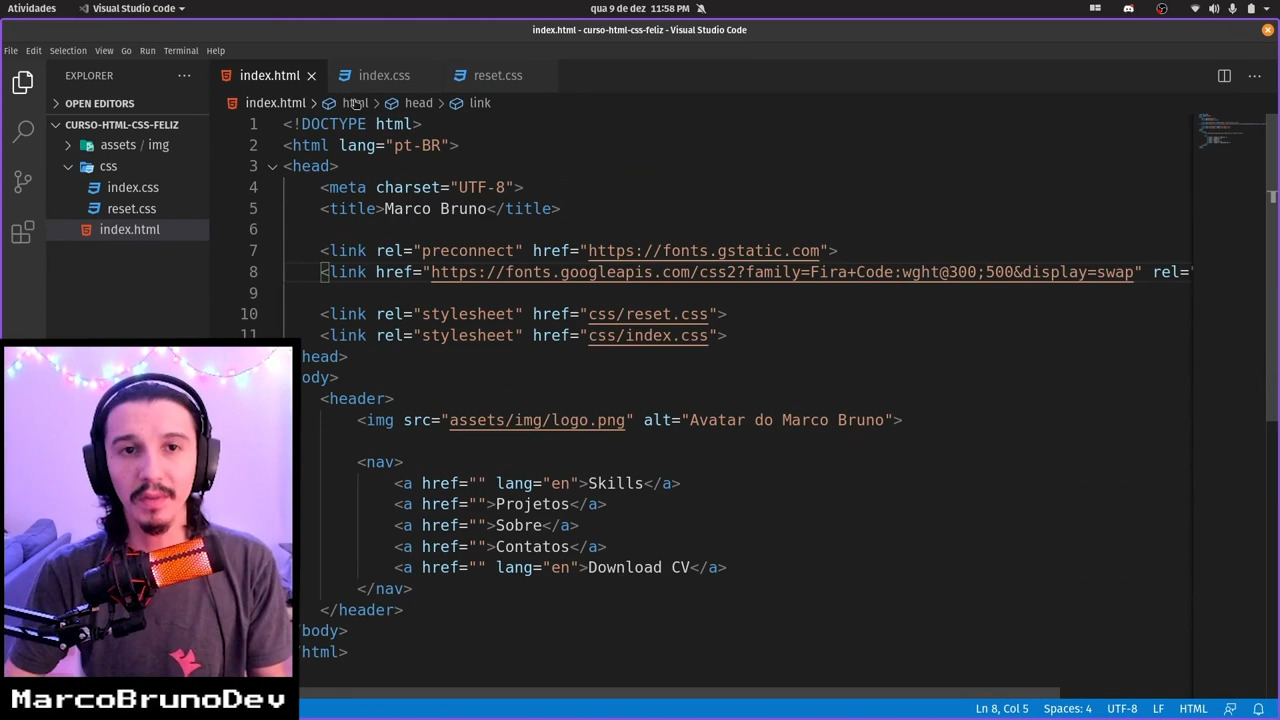 Atividades
Visual Studio Code
qua 9 de dez 11:58 PM
index.html - curso-html-css-feliz - Visual Studio Code
File Edit Selection View Go Run Terminal Help
EXPLORER
index.html
index.css
reset.css
OPEN EDITORS
index.html > html > head > link
CURSO-HTML-CSS-FELIZ
assets / img
css
index.css
reset.css
index.html
1 <!DOCTYPE html>
2 <html lang="pt-BR">
3 <head>
4 <meta charset="UTF-8">
5 <title>Marco Bruno</title>
6
7 <link rel="preconnect" href="https://fonts.gstatic.com">
8 <link href="https://fonts.googleapis.com/css2?family=Fira+Code:wght@300;500&display=swap" rel="
9
10 <link rel="stylesheet" href="css/reset.css">
11 <link rel="stylesheet" href="css/index.css">
head>
ody>
<header>
<img src="assets/img/logo.png" alt="Avatar do Marco Bruno">
<nav>
<a href="" lang="en">Skills</a>
<a href="">Projetos</a>
<a href="">Sobre</a>
<a href="">Contatos</a>
<a href="" lang="en">Download CV</a>
</nav>
</header>
/body>
/html>
MarcoBrunoDev
Ln 8, Col 5 Spaces: 4 UTF-8 LF HTML